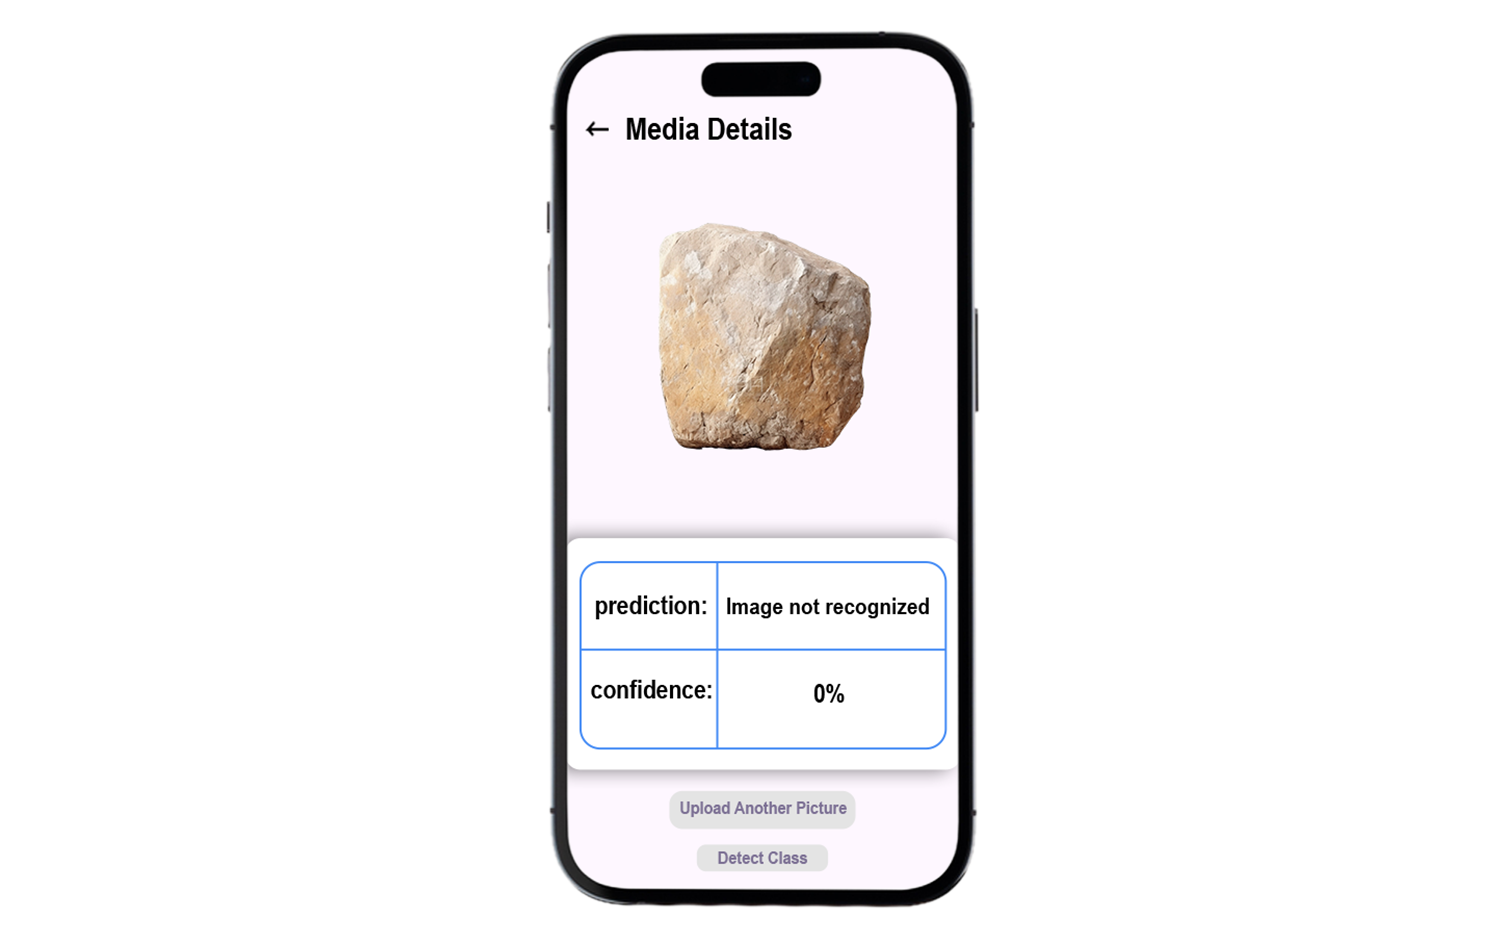 ← Media Details
prediction: Image not recognized
confidence: 0%
Upload Another Picture
Detect Class